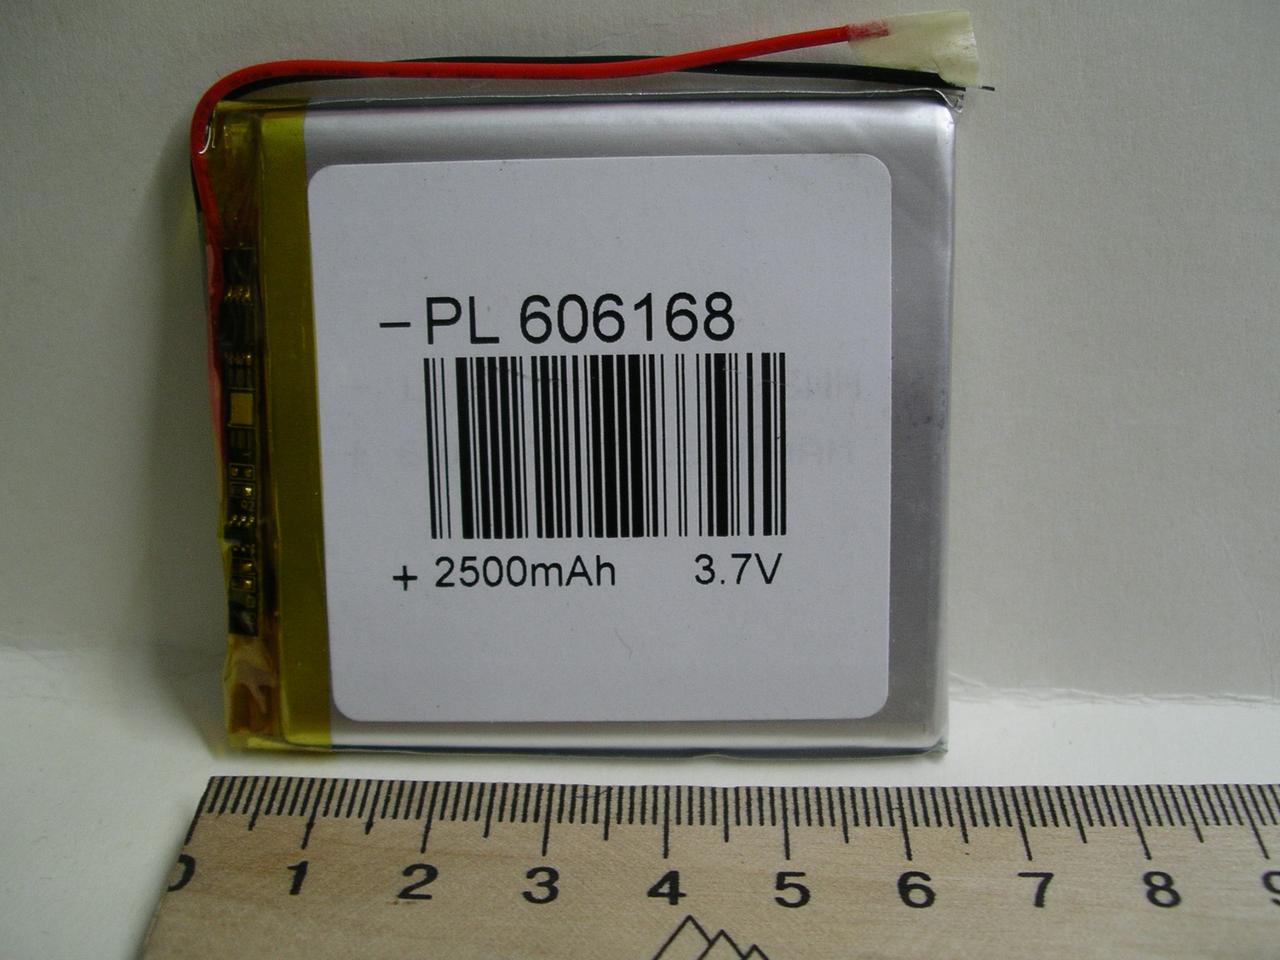 –PL 606168
+ 2500mAh 3.7V
0 1 2 3 4 5 6 7 8 9